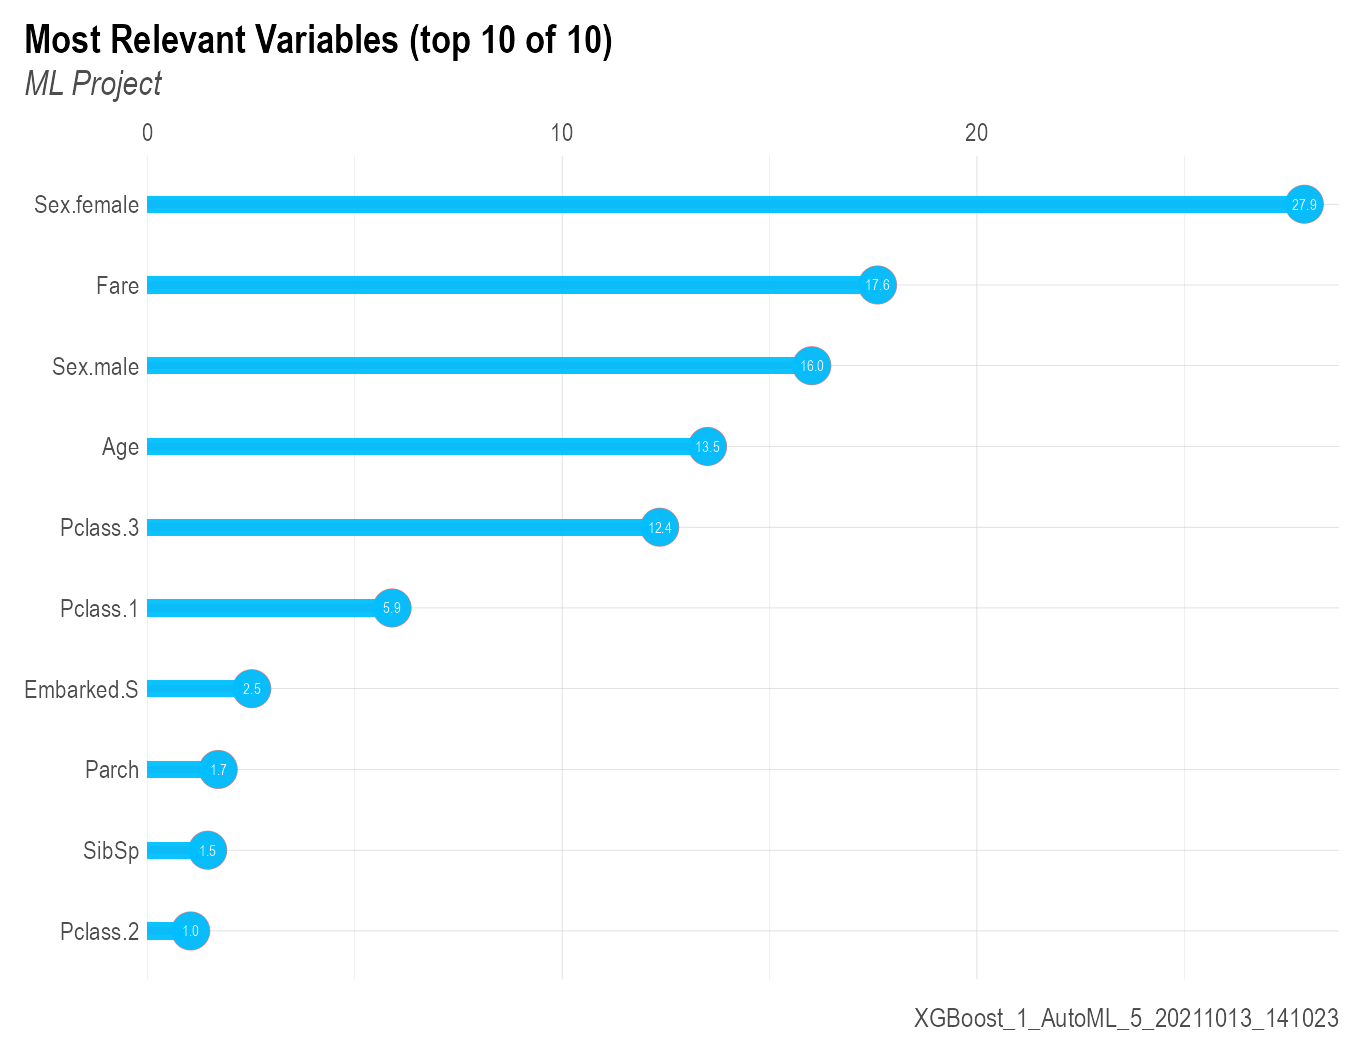 Most Relevant Variables (top 10 of 10)
ML Project
0 10 20
Sex.female 27.9
Fare 17.6
Sex.male 16.0
Age 13.5
Pclass.3 12.4
Pclass.1 5.9
Embarked.S 2.5
Parch 1.7
SibSp 1.5
Pclass.2 1.0
XGBoost_1_AutoML_5_20211013_141023